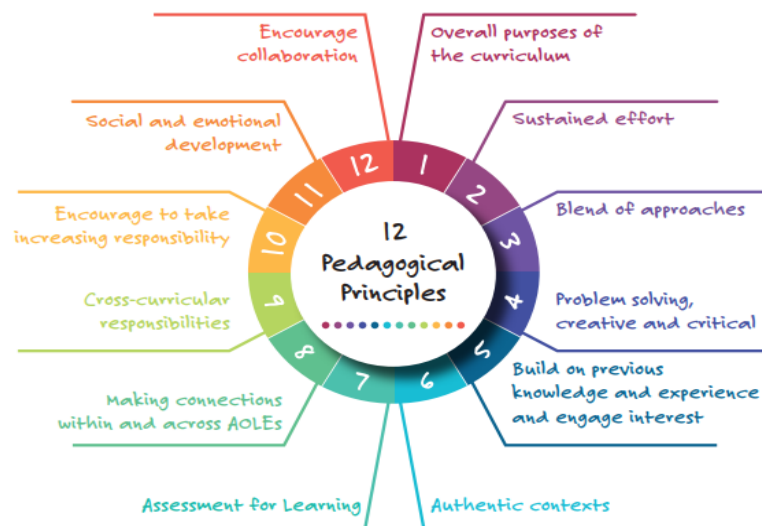 12
Pedagogical
Principles
1
Overall purposes of
the curriculum
2
Sustained effort
3
Blend of approaches
4
Problem solving,
creative and critical
5
Build on previous
knowledge and experience
and engage interest
6
Authentic contexts
7
Assessment for Learning
8
Making connections
within and across AOLEs
9
Cross-curricular
responsibilities
10
Encourage to take
increasing responsibility
11
Social and emotional
development
12
Encourage
collaboration